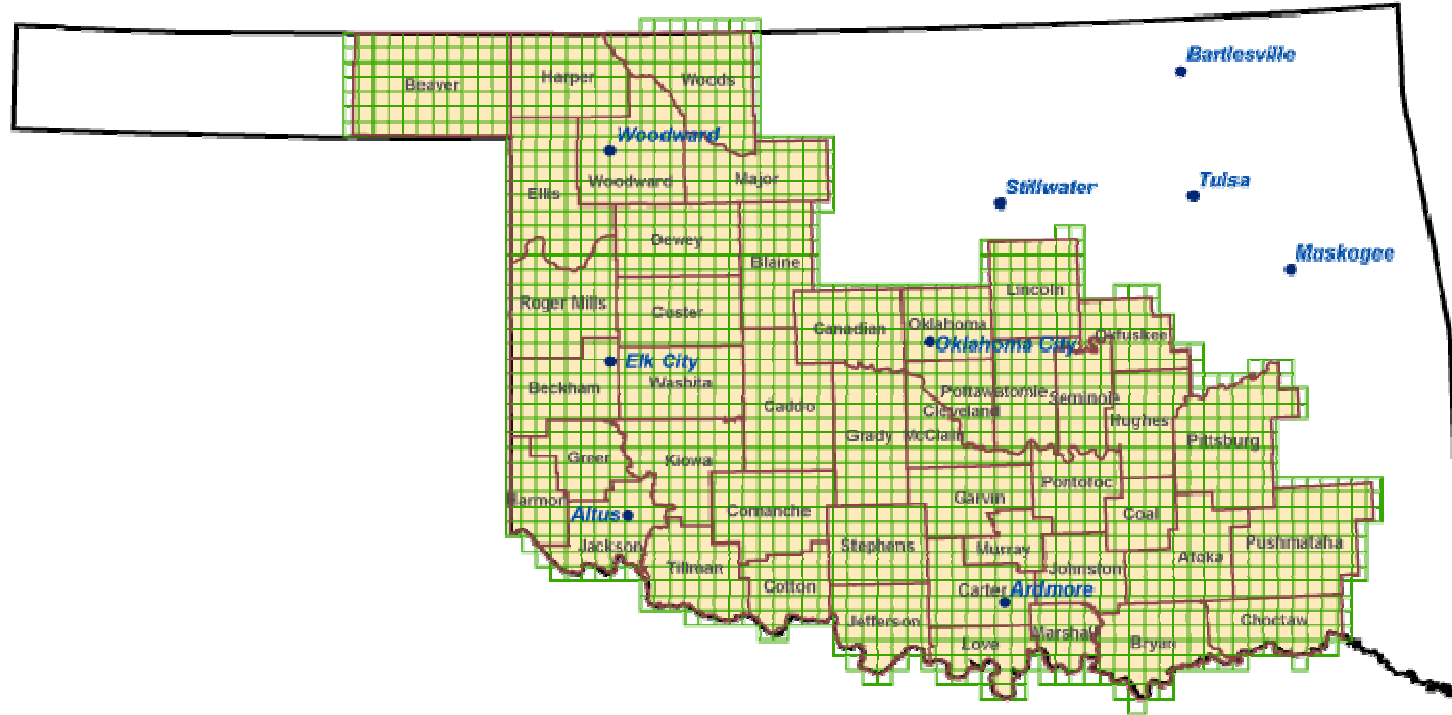 Bartlesville
Beaver
Harper
Woods
Woodward
Woodward
Major
Ellis
Stillwater
Tulsa
Dewey
Blaine
Muskogee
Roger Mills
Custer
Lincoln
Canadian
Oklahoma
Okfuskee
Oklahoma City
Elk City
Washita
Beckham
Caddo
Pottawatomie
Seminole
Cleveland
Hughes
Grady
McClain
Pittsburg
Greer
Kiowa
Harmon
Garvin
Pontotoc
Comanche
Coal
Altus
Jackson
Stephens
Murray
Pushmataha
Atoka
Tillman
Johnston
Cotton
Carter
Ardmore
Jefferson
Choctaw
Marshall
Love
Bryan